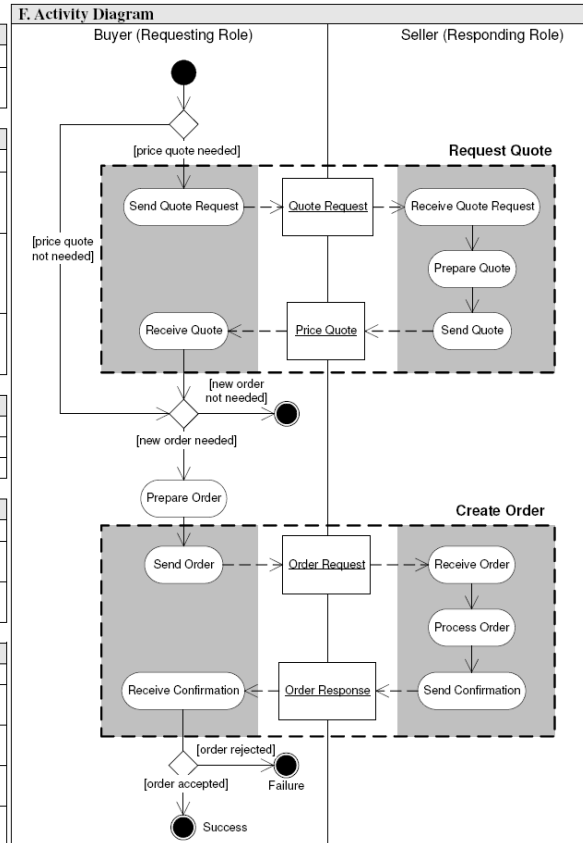 F. Activity Diagram
Buyer (Requesting Role)
Seller (Responding Role)
[price quote needed]
Request Quote
Send Quote Request
Quote Request
Receive Quote Request
[price quote
not needed]
Prepare Quote
Receive Quote
Price Quote
Send Quote
[new order
not needed]
[new order needed]
Prepare Order
Create Order
Send Order
Order Request
Receive Order
Process Order
Receive Confirmation
Order Response
Send Confirmation
[order rejected]
[order accepted]
Failure
Success